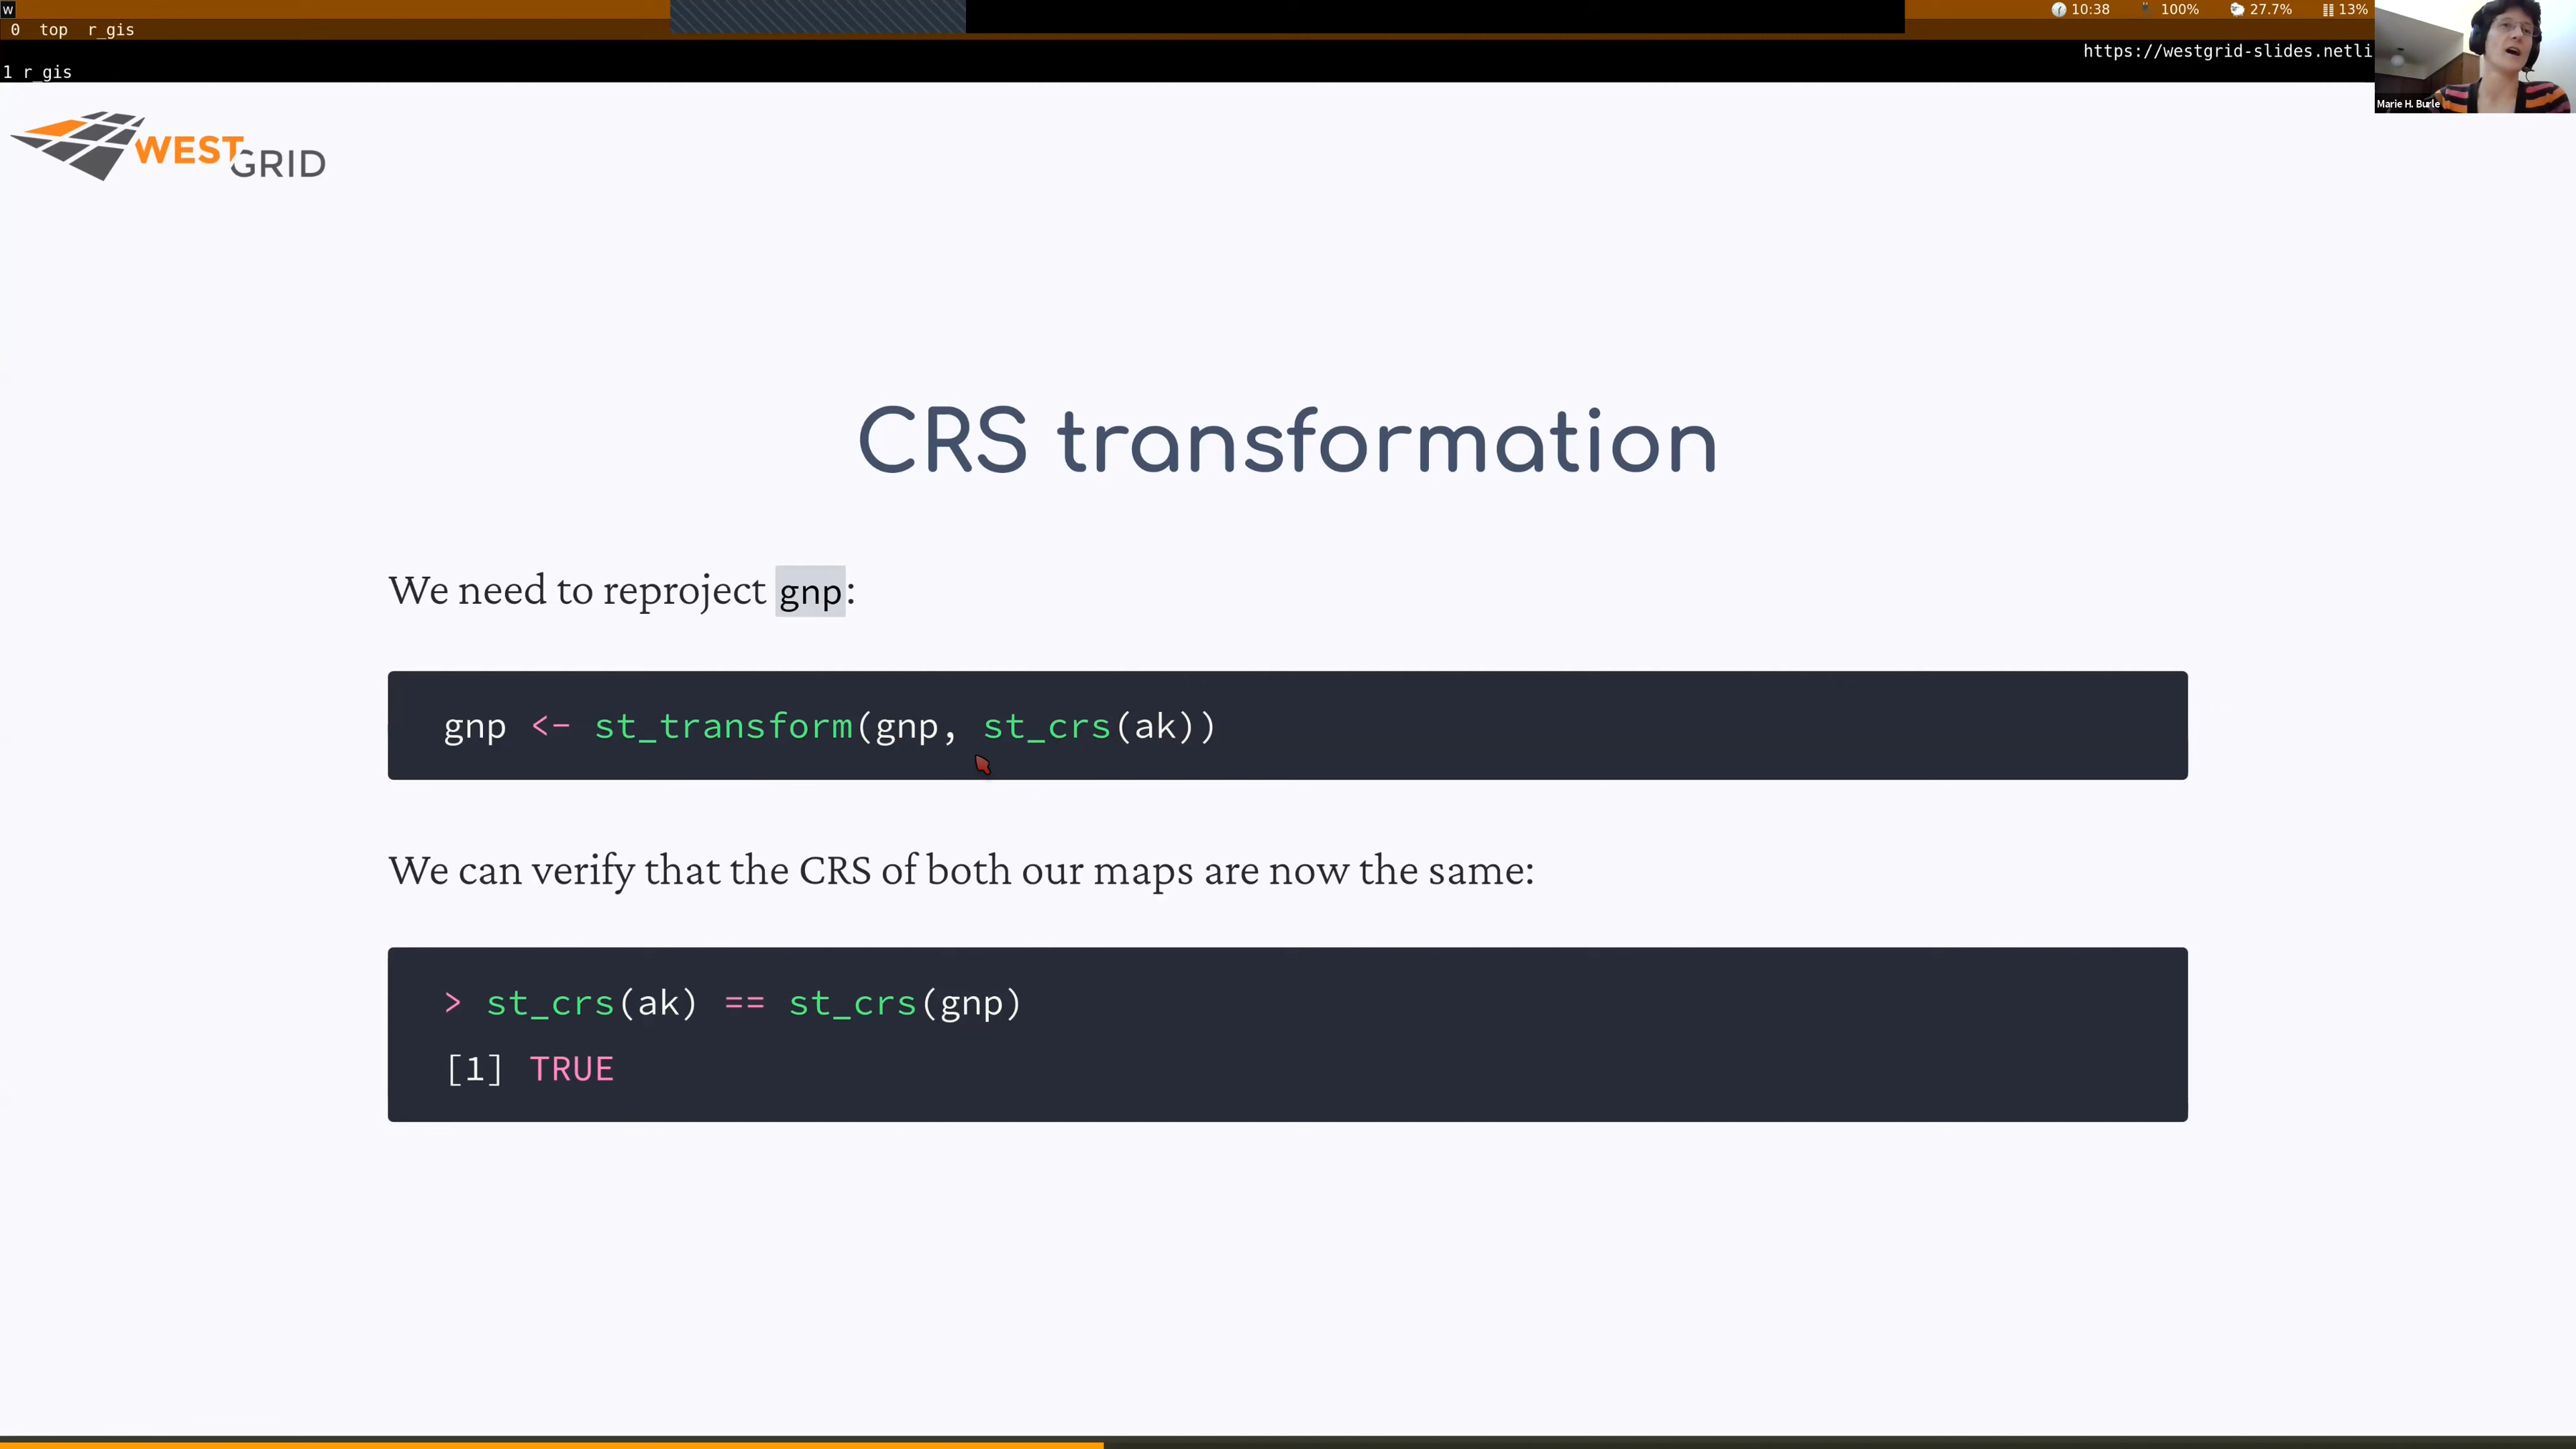 w
10:38 100% 27.7% 13%
0 top r_gis
https://westgrid-slides.netli
1 r_gis
Marie H. Burle
WESTGRID
CRS transformation
We need to reproject gnp:
gnp <- st_transform(gnp, st_crs(ak))
We can verify that the CRS of both our maps are now the same:
> st_crs(ak) == st_crs(gnp)
[1] TRUE